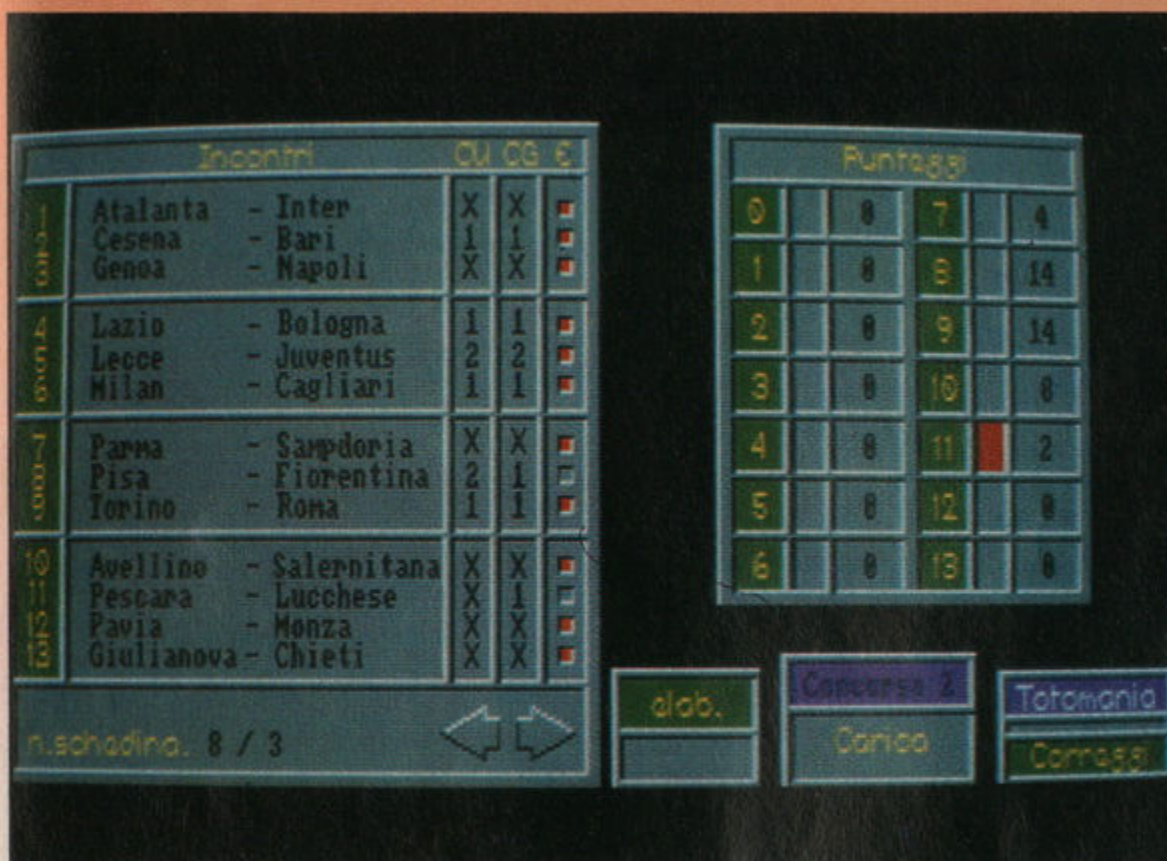 Incontri CV CG €
1 Atalanta - Inter X X
2 Cesena - Bari 1 1
3 Genoa - Napoli X X
4 Lazio - Bologna 1 1
5 Lecce - Juventus 2 2
6 Milan - Cagliari 1 1
7 Parma - Sampdoria X X
8 Pisa - Fiorentina 2 1
9 Torino - Roma 1 1
10 Avellino - Salernitana X X
11 Pescara - Lucchese X 1
12 Pavia - Monza X X
13 Giulianova - Chieti X X
n.schedina. 8 / 3
Punteggi
0 0 7 4
1 0 8 14
2 0 9 14
3 0 10 8
4 0 11 2
5 0 12 0
6 0 13 0
elab.
Concorso 2
Carica
Totomania
Corraggi